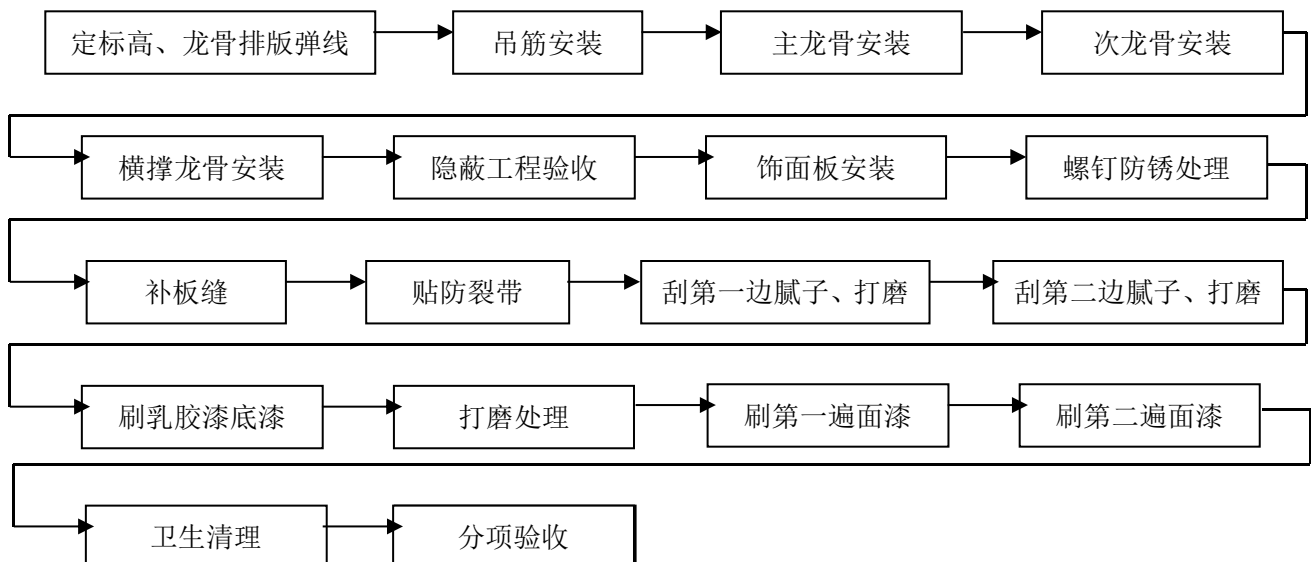 定标高、龙骨排版弹线 吊筋安装 主龙骨安装 次龙骨安装
横撑龙骨安装 隐蔽工程验收 饰面板安装 螺钉防锈处理
补板缝 贴防裂带 刮第一边腻子、打磨 刮第二边腻子、打磨
刷乳胶漆底漆 打磨处理 刷第一遍面漆 刷第二遍面漆
卫生清理 分项验收